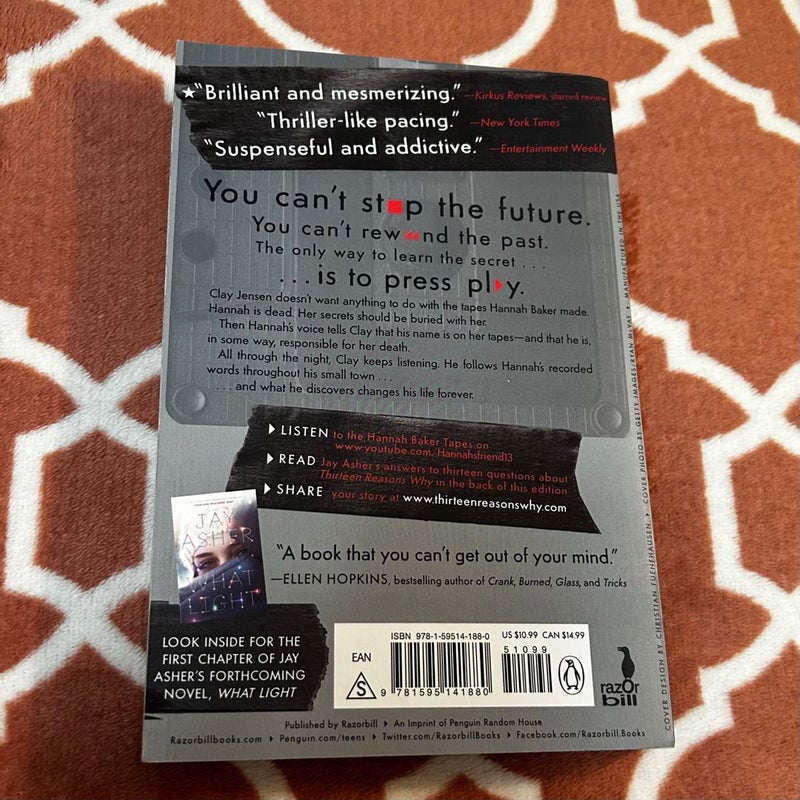 ★“Brilliant and mesmerizing.” —Kirkus Reviews, starred review
“Thriller-like pacing.” —New York Times
“Suspenseful and addictive.” —Entertainment Weekly
You can’t st■p the future.
You can’t rew◀◀nd the past.
The only way to learn the secret . . .
. . . is to press pl▶y.
Clay Jensen doesn’t want anything to do with the tapes Hannah Baker made.
Hannah is dead. Her secrets should be buried with her.
Then Hannah’s voice tells Clay that his name is on her tapes—and that he is,
in some way, responsible for her death.
All through the night, Clay keeps listening. He follows Hannah’s recorded
words throughout his small town . . .
. . . and what he discovers changes his life forever.
▶ LISTEN to the Hannah Baker Tapes on
www.youtube.com/Hannahsfriend13
▶ READ Jay Asher’s answers to thirteen questions about
Thirteen Reasons Why in the back of this edition
▶ SHARE your story at www.thirteenreasonswhy.com
JAY
ASHER
WHAT
LIGHT
“A book that you can’t get out of your mind.”
—ELLEN HOPKINS, bestselling author of Crank, Burned, Glass, and Tricks
LOOK INSIDE FOR THE
FIRST CHAPTER OF JAY
ASHER’S FORTHCOMING
NOVEL, WHAT LIGHT
ISBN 978-1-59514-188-0
US $10.99 CAN $14.99
EAN
S
9 781595 141880
51099
razOr
bill
Published by Razorbill ▶ An Imprint of Penguin Random House
RazorbillBooks.com ▶ Penguin.com/teens ▶ Twitter.com/RazorbillBooks ▶ Facebook.com/Razorbill.Books
COVER DESIGN BY CHRISTIAN FUENFHAUSEN ▶ COVER PHOTO BY GETTY IMAGES/RYAN MCVAY ▶ MANUFACTURED IN THE USA